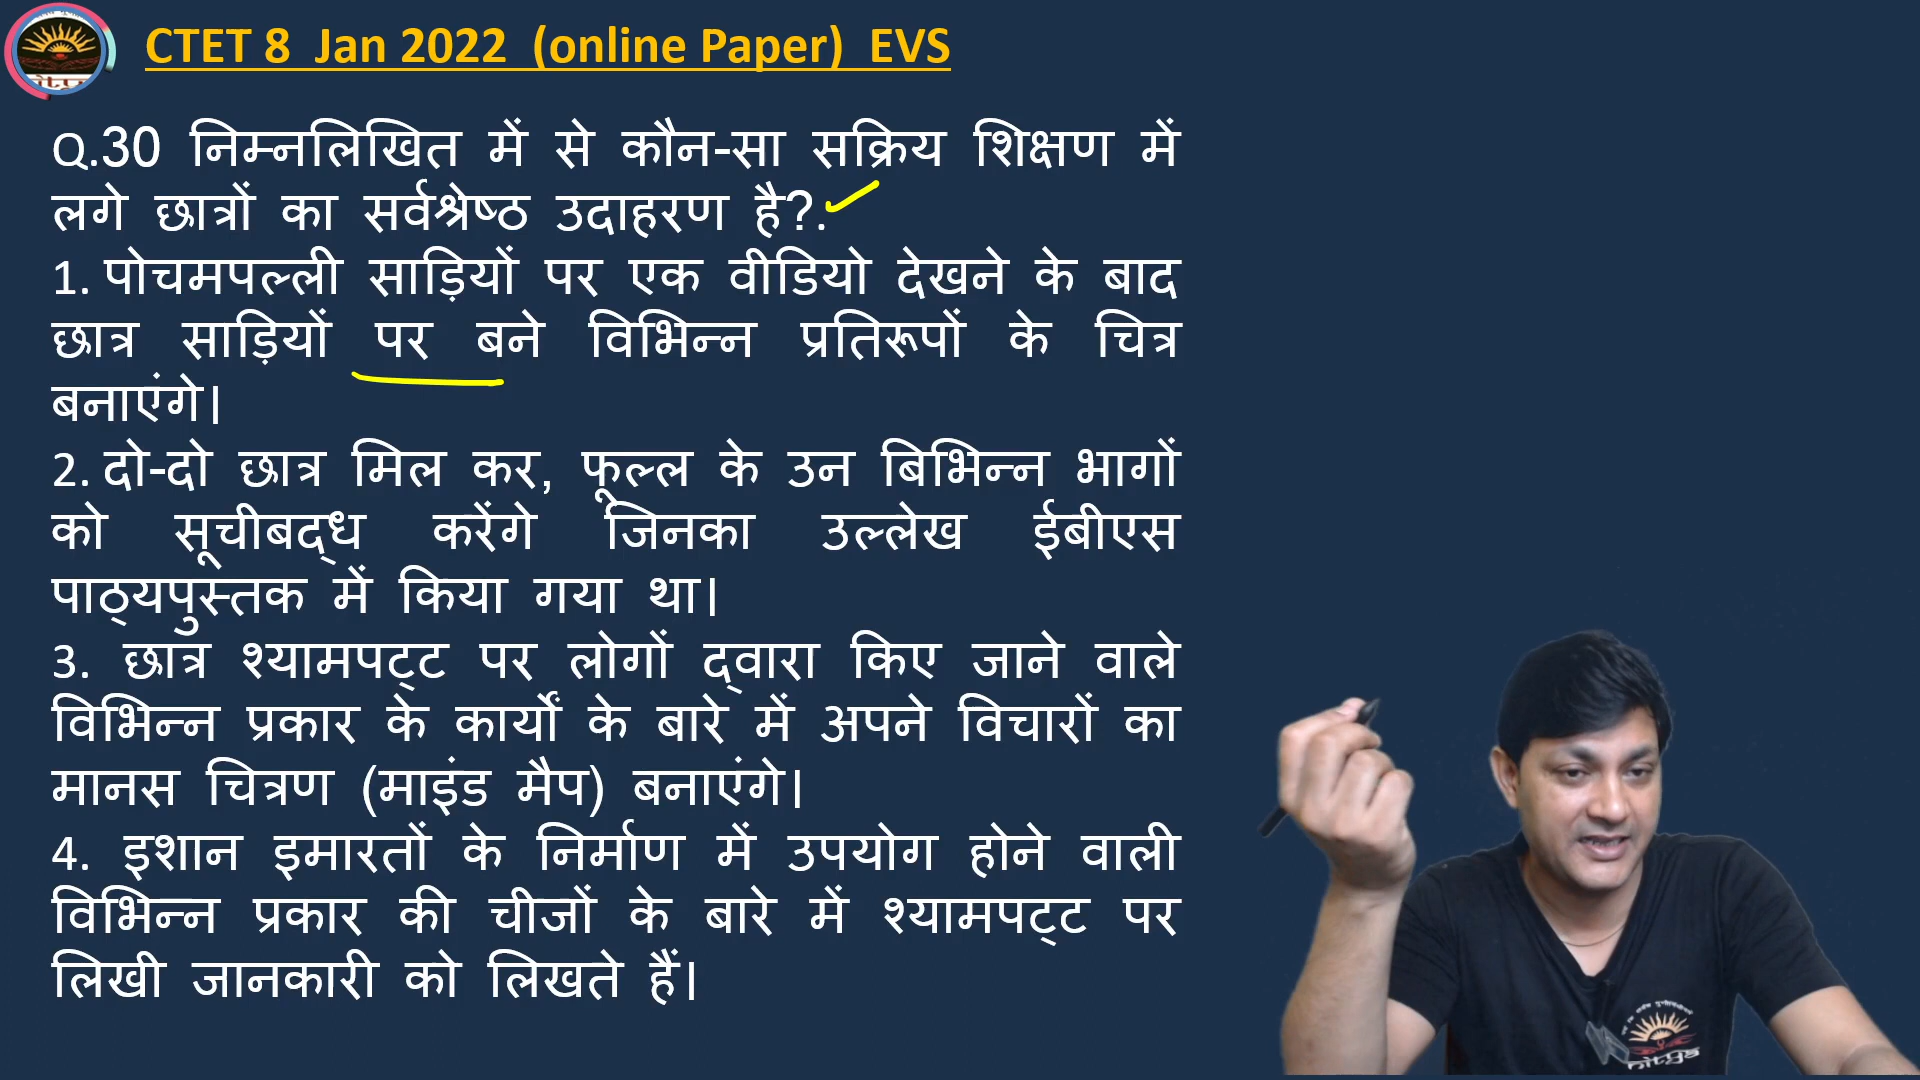 CTET 8 Jan 2022 (online Paper) EVS
Q.30 निम्नलिखित में से कौन-सा सक्रिय शिक्षण में
लगे छात्रों का सर्वश्रेष्ठ उदाहरण है?.
1. पोचमपल्ली साड़ियों पर एक वीडियो देखने के बाद
छात्र साड़ियों पर बने विभिन्न प्रतिरूपों के चित्र
बनाएंगे।
2. दो-दो छात्र मिल कर, फूल्ल के उन बिभिन्न भागों
को सूचीबद्ध करेंगे जिनका उल्लेख ईबीएस
पाठ्यपुस्तक में किया गया था।
3. छात्र श्यामपट्ट पर लोगों द्वारा किए जाने वाले
विभिन्न प्रकार के कार्यों के बारे में अपने विचारों का
मानस चित्रण (माइंड मैप) बनाएंगे।
4. इशान इमारतों के निर्माण में उपयोग होने वाली
विभिन्न प्रकार की चीजों के बारे में श्यामपट्ट पर
लिखी जानकारी को लिखते हैं।
nitya